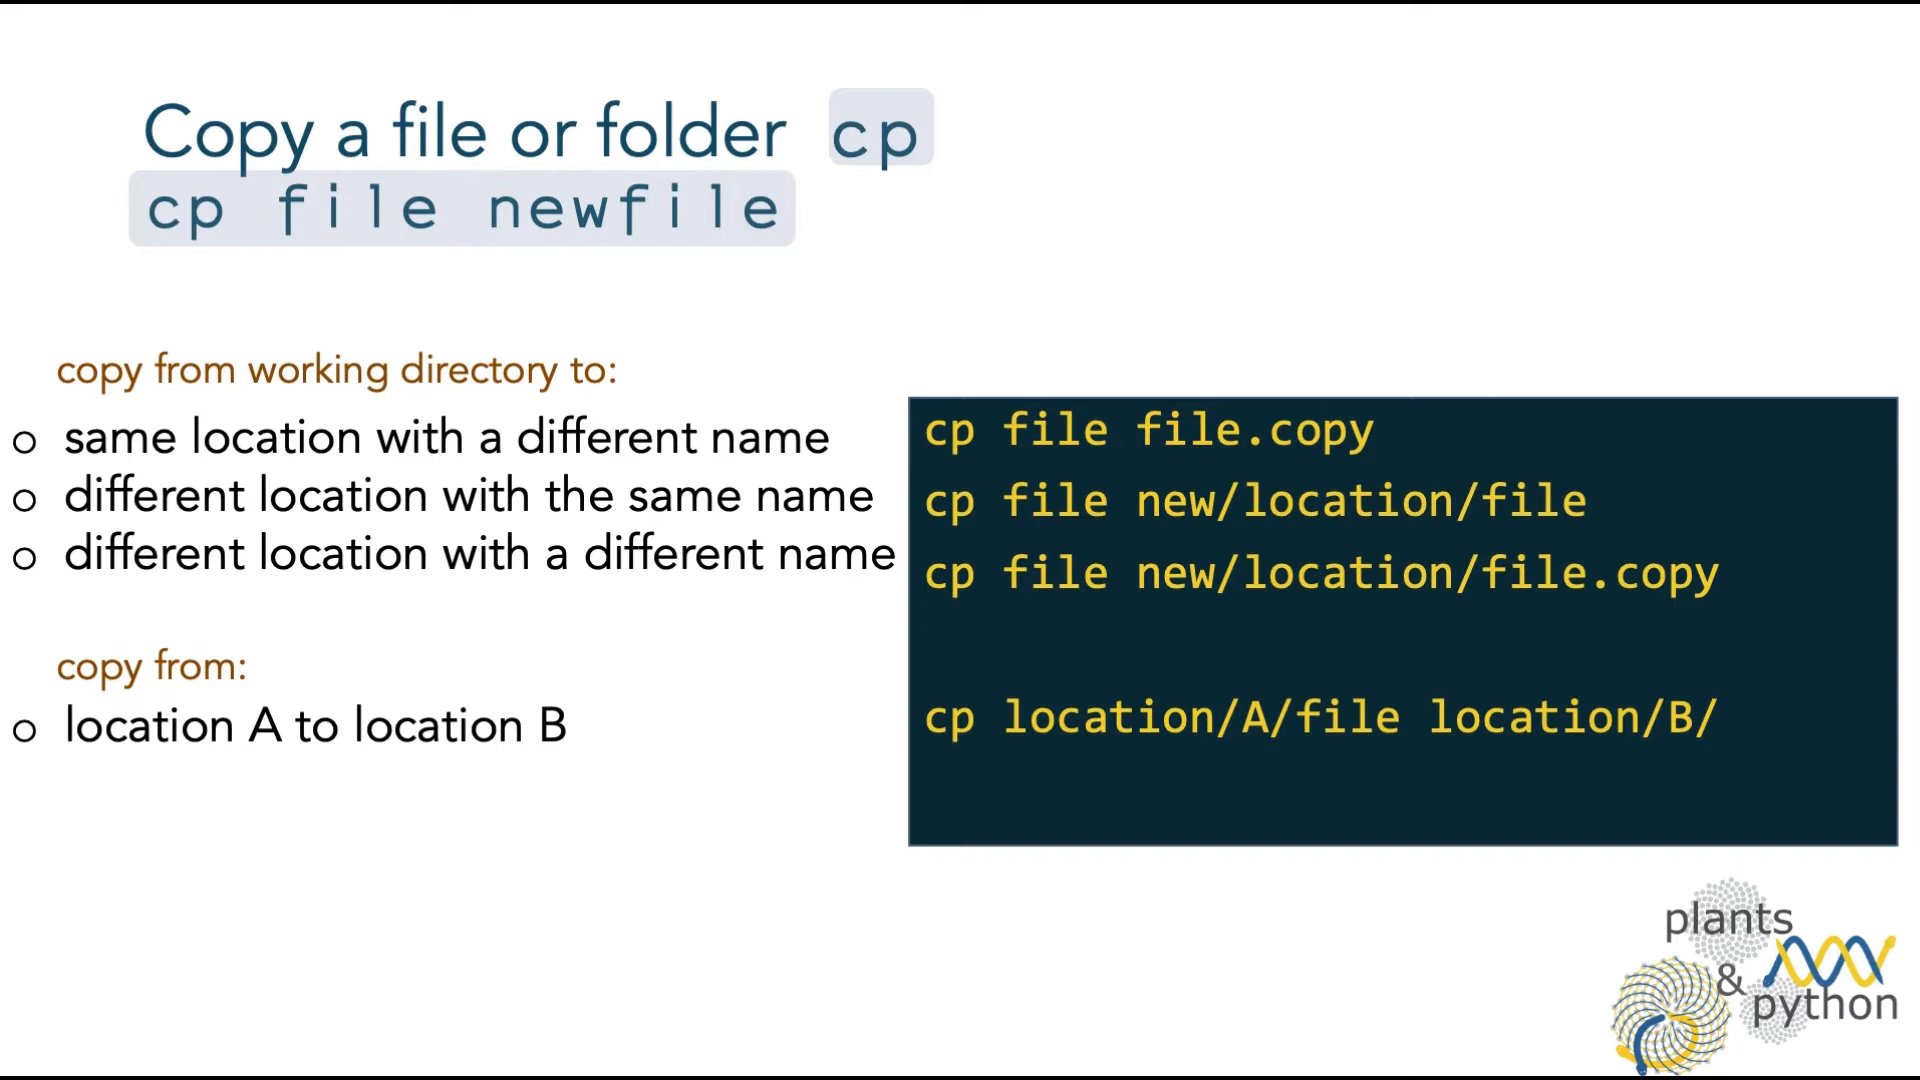 Copy a file or folder cp
cp file newfile
copy from working directory to:
○ same location with a different name
○ different location with the same name
○ different location with a different name
copy from:
○ location A to location B
cp file file.copy
cp file new/location/file
cp file new/location/file.copy
cp location/A/file location/B/
plants
&
python